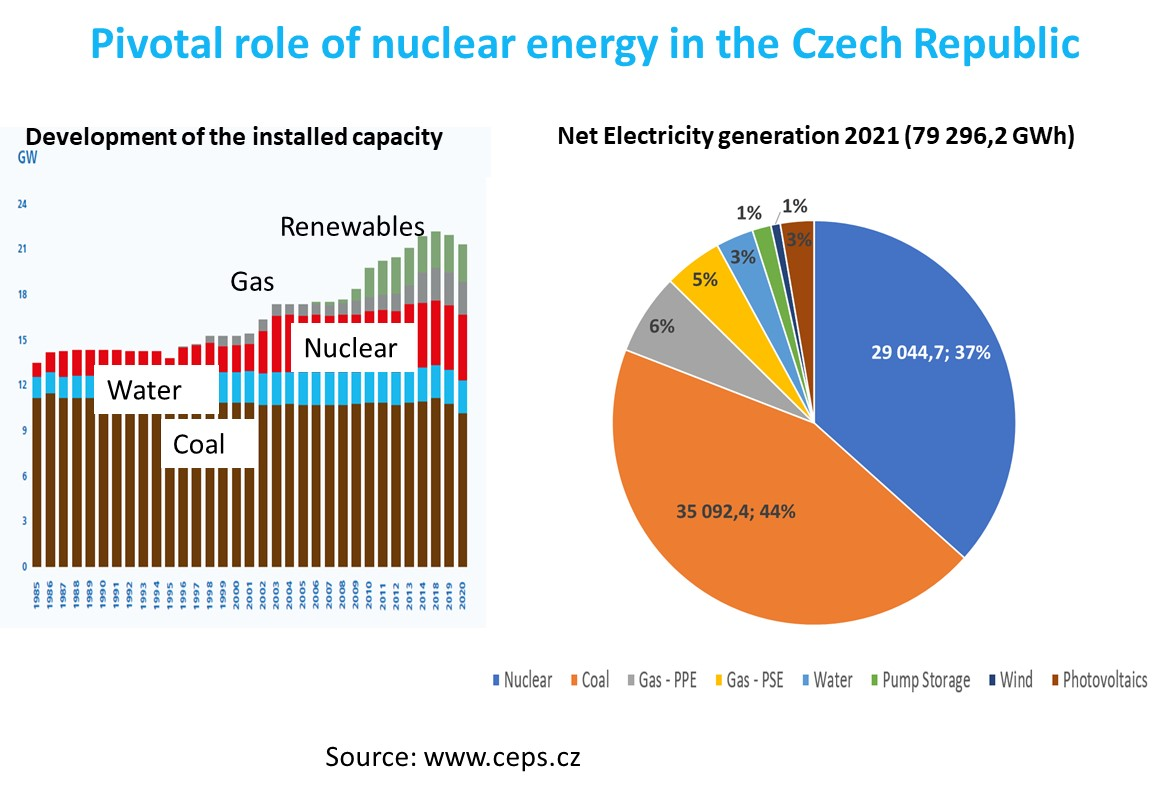 Pivotal role of nuclear energy in the Czech Republic
Development of the installed capacity
GW
24
21
18
15
12
9
6
3
0
Renewables
Gas
Nuclear
Water
Coal
1985 1986 1987 1988 1989 1990 1991 1992 1993 1994 1995 1996 1997 1998 1999 2000 2001 2002 2003 2004 2005 2006 2007 2008 2009 2010 2011 2012 2013 2014 2018 2019 2020
Net Electricity generation 2021 (79 296,2 GWh)
1%
1%
3%
3%
5%
6%
29 044,7; 37%
35 092,4; 44%
Nuclear Coal Gas - PPE Gas - PSE Water Pump Storage Wind Photovoltaics
Source: www.ceps.cz